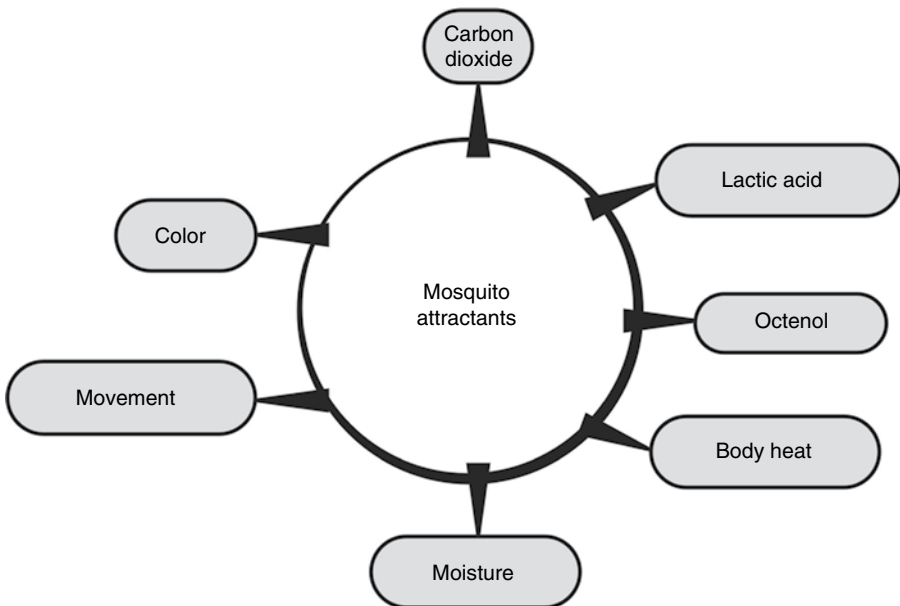 Carbon
dioxide
Lactic acid
Color
Mosquito
attractants
Octenol
Movement
Body heat
Moisture